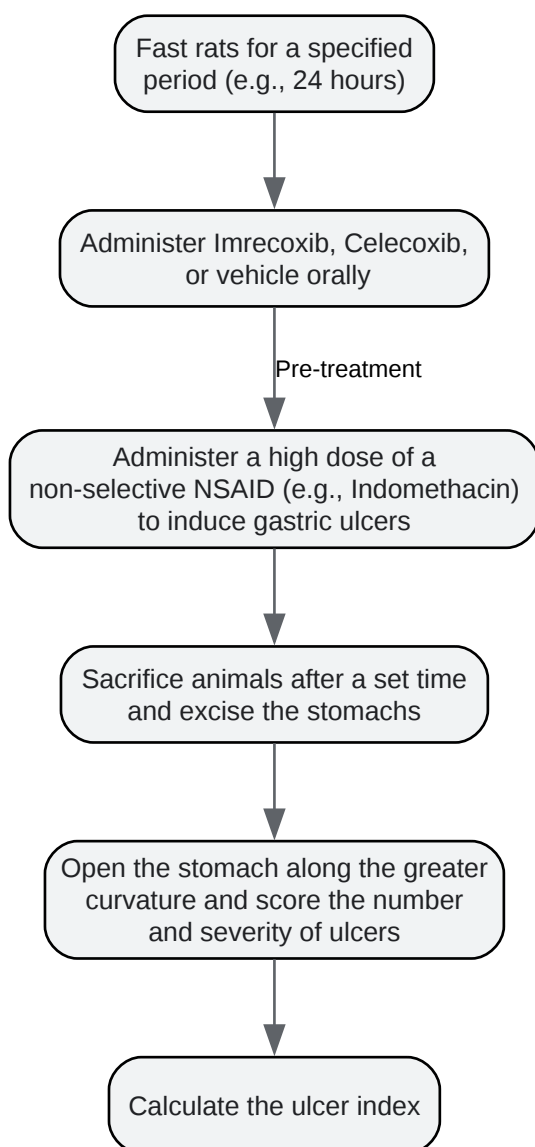 Fast rats for a specified
period (e.g., 24 hours)
Administer Imrecoxib, Celecoxib,
or vehicle orally
Pre-treatment
Administer a high dose of a
non-selective NSAID (e.g., Indomethacin)
to induce gastric ulcers
Sacrifice animals after a set time
and excise the stomachs
Open the stomach along the greater
curvature and score the number
and severity of ulcers
Calculate the ulcer index